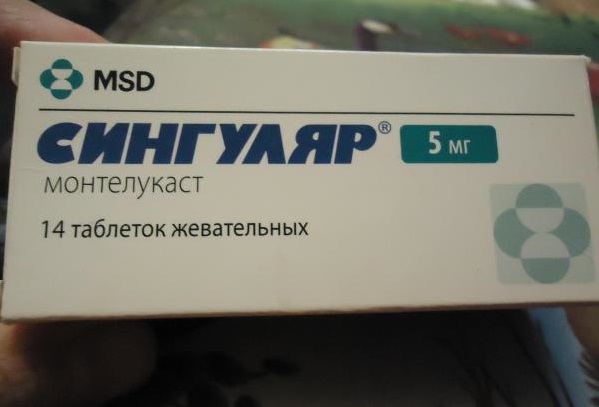 MSD
СИНГУЛЯР® 5 мг
монтелукаст
14 таблеток жевательных